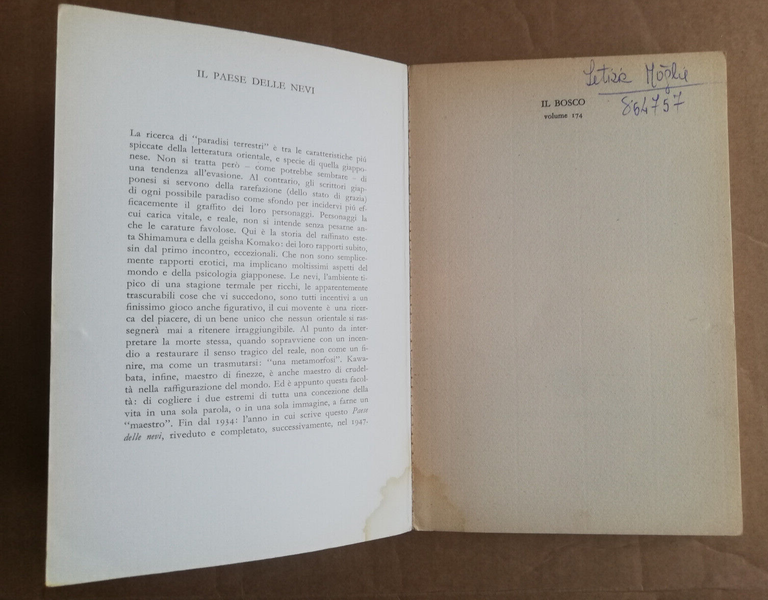 IL PAESE DELLE NEVI
La ricerca di "paradisi terrestri" è tra le caratteristiche più
spiccate della letteratura orientale, e specie di quella giappo-
nese. Non si tratta però – come potrebbe sembrare – di
una tendenza all'evasione. Al contrario, gli scrittori giap-
ponesi si servono della rarefazione (dello stato di grazia)
di ogni possibile paradiso come sfondo per incidervi più ef-
ficacemente il graffito dei loro personaggi. Personaggi la
cui carica vitale, e reale, non si intende senza pesarne an-
che le carature favolose. Qui è la storia del raffinato este-
ta Shimamura e della geisha Komako: dei loro rapporti subito,
sin dal primo incontro, eccezionali. Che non sono semplice-
mente rapporti erotici, ma implicano moltissimi aspetti del
mondo e della psicologia giapponese. Le nevi, l'ambiente ti-
pico di una stagione termale per ricchi, le apparentemente
trascurabili cose che vi succedono, sono tutti incentivi a un
finissimo gioco anche figurativo, il cui movente è una ricer-
ca del piacere, di un bene unico che nessun orientale si ras-
segnerà mai a ritenere irraggiungibile. Al punto da inter-
pretare la morte stessa, quando sopravviene con un incen-
dio a restaurare il senso tragico del reale, non come un fi-
nire, ma come un trasmutarsi: "una metamorfosi". Kawa-
bata, infine, maestro di finezze, è anche maestro di crudel-
tà nella raffigurazione del mondo. Ed è appunto questa facol-
tà: di cogliere i due estremi di tutta una concezione della
vita in una sola parola, o in una sola immagine, a farne un
"maestro". Fin dal 1934: l'anno in cui scrive questo Paese
delle nevi, riveduto e completato, successivamente, nel 1947.
Letizia Moglie
864757
IL BOSCO
volume 174